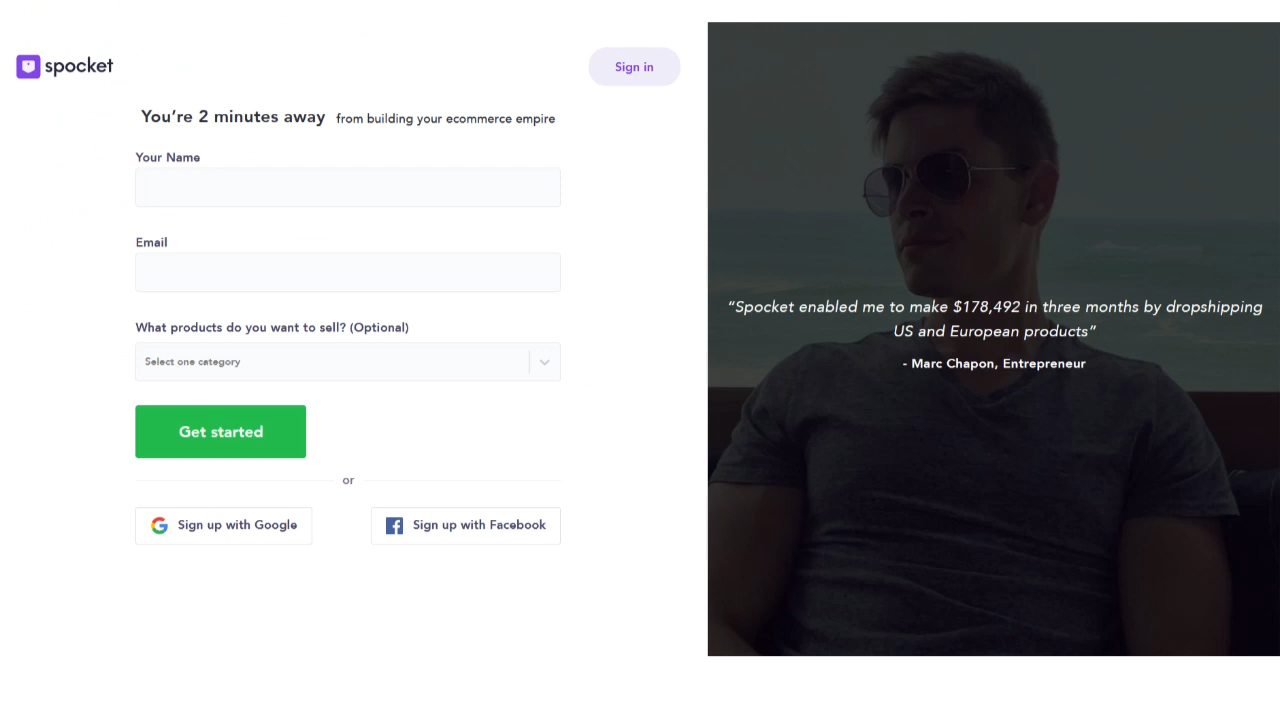 spocket
Sign in
You're 2 minutes away from building your ecommerce empire
Your Name
Email
What products do you want to sell? (Optional)
Select one category
Get started
or
Sign up with Google
Sign up with Facebook
“Spocket enabled me to make $178,492 in three months by dropshipping
US and European products”
- Marc Chapon, Entrepreneur